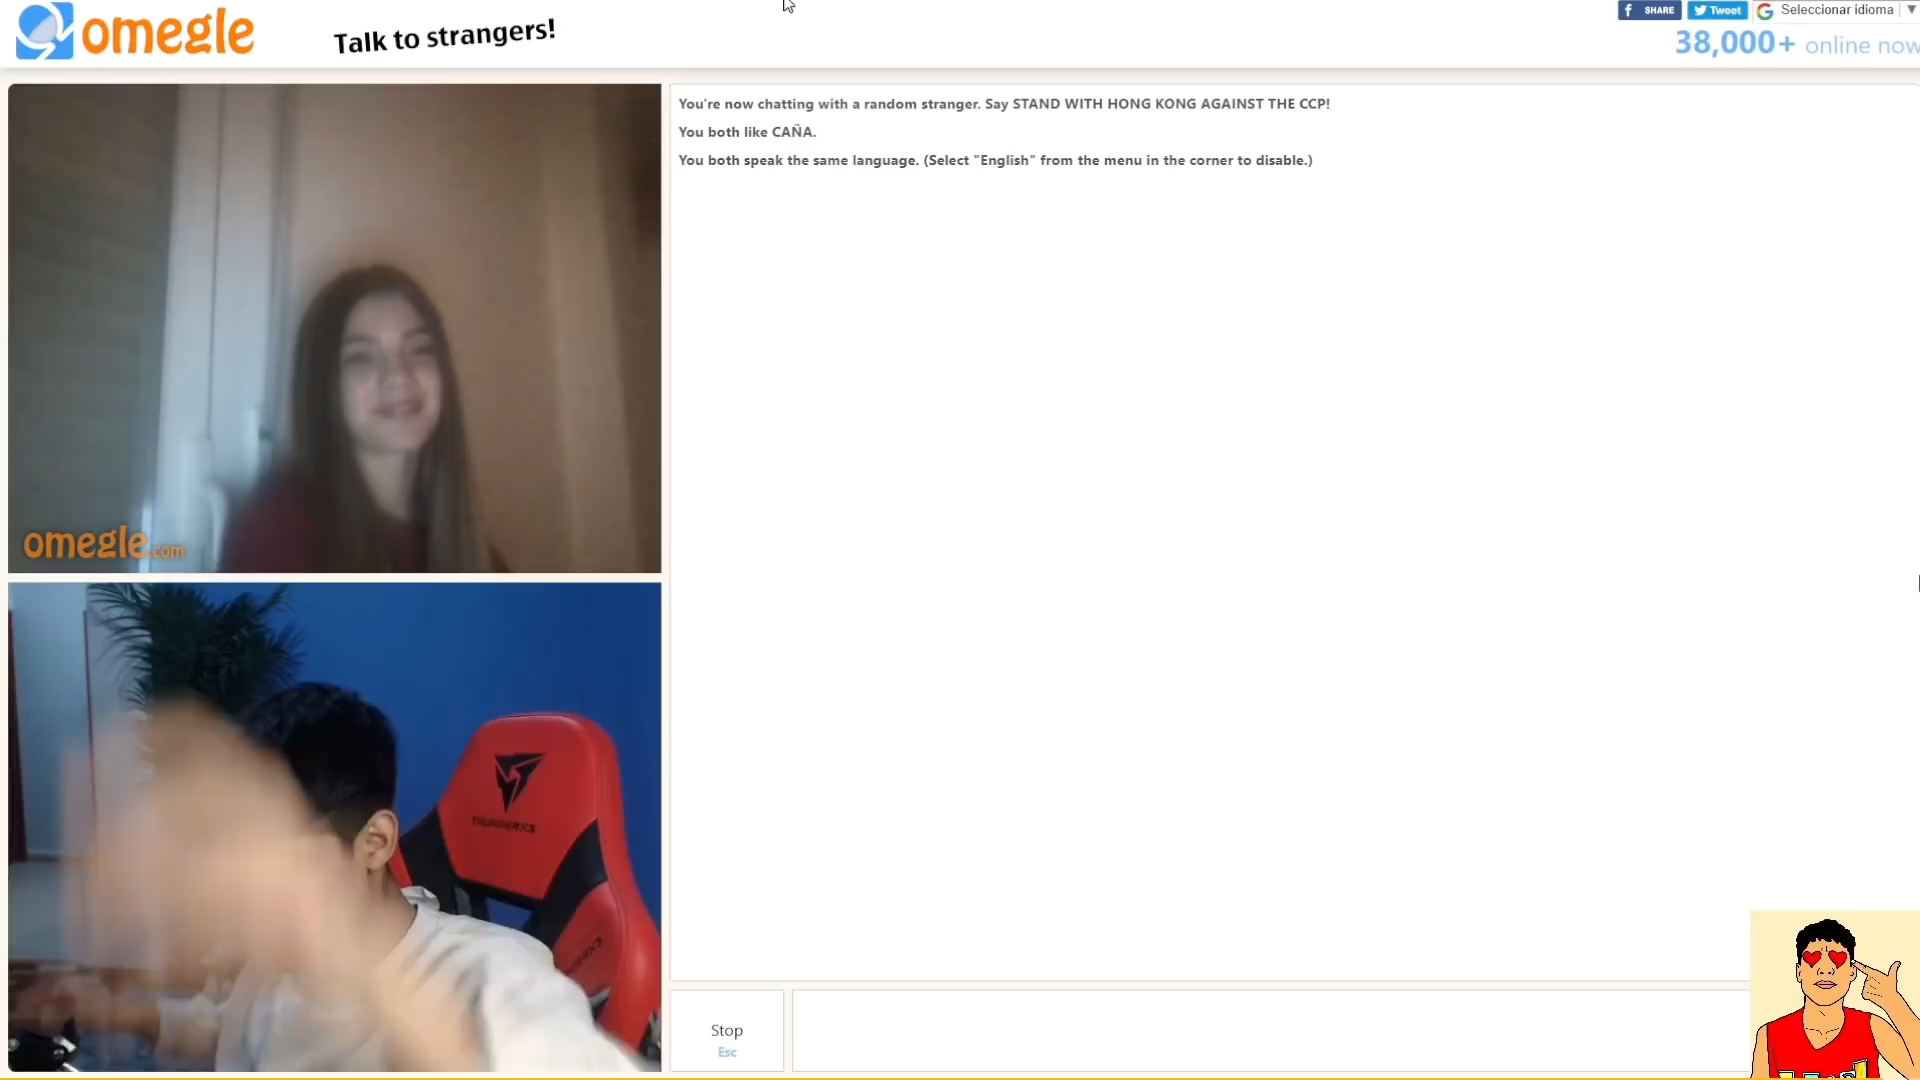 omegle
Talk to strangers!
SHARE
Tweet
Seleccionar idioma
38,000+ online now
You're now chatting with a random stranger. Say STAND WITH HONG KONG AGAINST THE CCP!
You both like CAÑA.
You both speak the same language. (Select "English" from the menu in the corner to disable.)
omegle.com
THUNDERX3
Stop
Esc